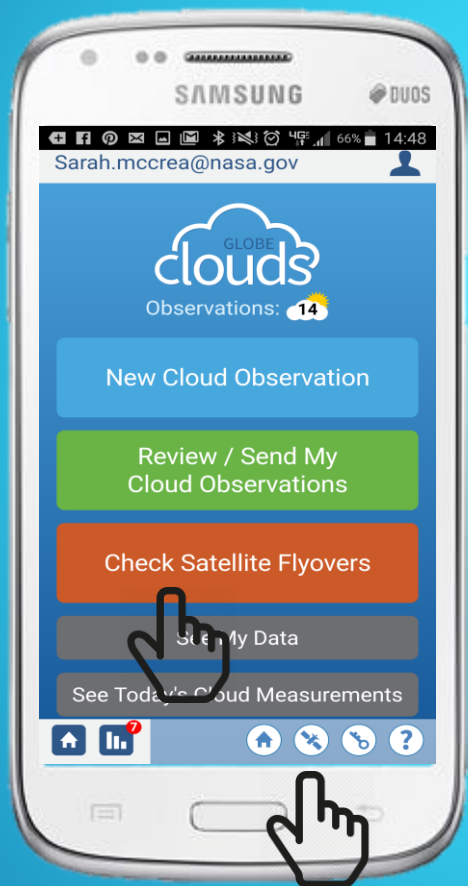 SAMSUNG DUOS
66% 14:48
Sarah.mccrea@nasa.gov
GLOBE
clouds
Observations: 14
New Cloud Observation
Review / Send My
Cloud Observations
Check Satellite Flyovers
See My Data
See Today's Cloud Measurements
7
?